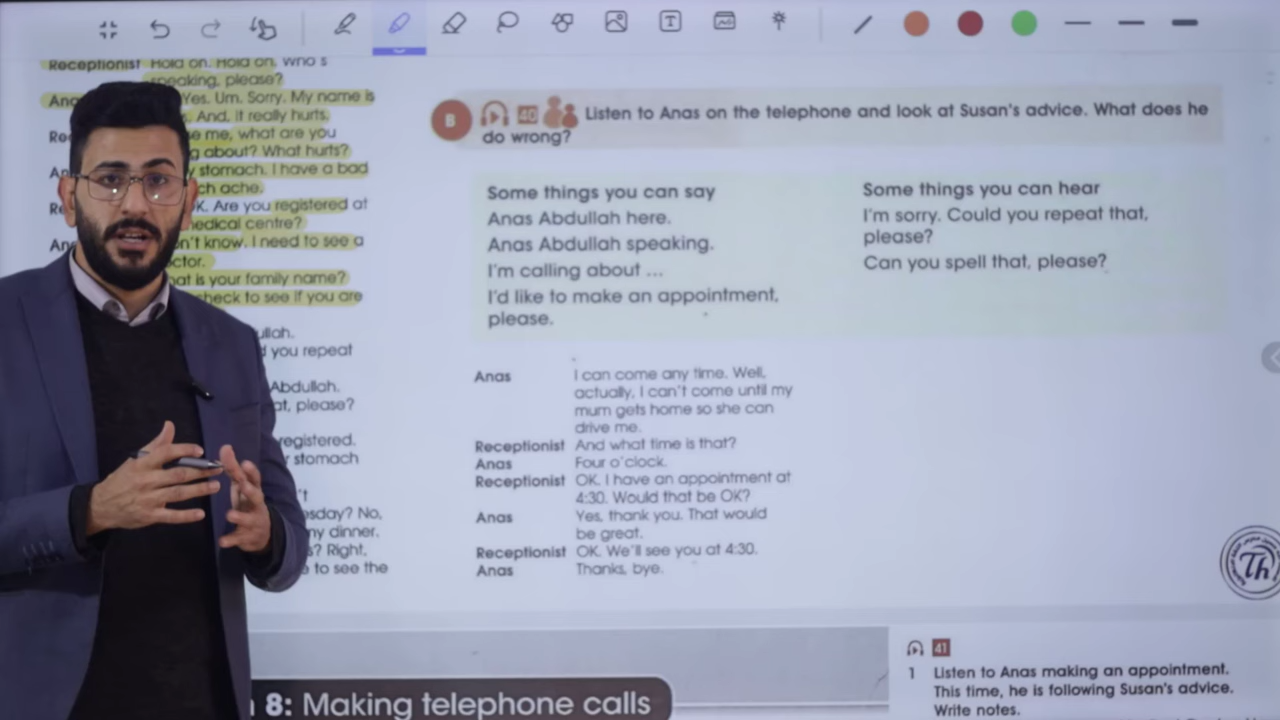 Receptionist Hold on. Hold on. Who's
speaking, please?
Yes. Um. Sorry. My name is
And, it really hurts.
me, what are you
about? What hurts?
stomach. I have a bad
ache.
OK. Are you registered at
medical centre?
don't know. I need to see a
doctor.
What is your family name?
check to see if you are
you repeat
Abdullah.
that, please?
registered.
stomach
No,
my dinner.
Right,
to see the
B 40 Listen to Anas on the telephone and look at Susan's advice. What does he
do wrong?
Some things you can say
Anas Abdullah here.
Anas Abdullah speaking.
I'm calling about ...
I'd like to make an appointment,
please.
Some things you can hear
I'm sorry. Could you repeat that,
please?
Can you spell that, please?
Anas I can come any time. Well,
actually, I can't come until my
mum gets home so she can
drive me.
Receptionist And what time is that?
Anas Four o'clock.
Receptionist OK. I have an appointment at
4:30. Would that be OK?
Anas Yes, thank you. That would
be great.
Receptionist OK. We'll see you at 4:30.
Anas Thanks, bye.
Th
8: Making telephone calls
41
1 Listen to Anas making an appointment.
This time, he is following Susan's advice.
Write notes.